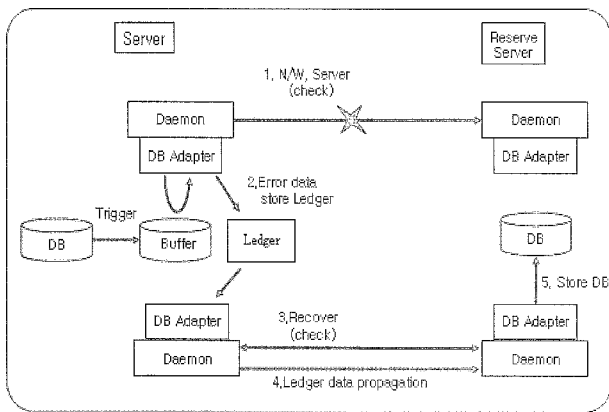 Server
Reserve
Server
1, N/W, Server
(check)
Daemon
DB Adapter
Daemon
DB Adapter
2,Error data
store Ledger
Trigger
DB
Buffer
Ledger
DB
5, Store DB
DB Adapter
Daemon
3,Recover
(check)
DB Adapter
Daemon
4,Ledger data propagation